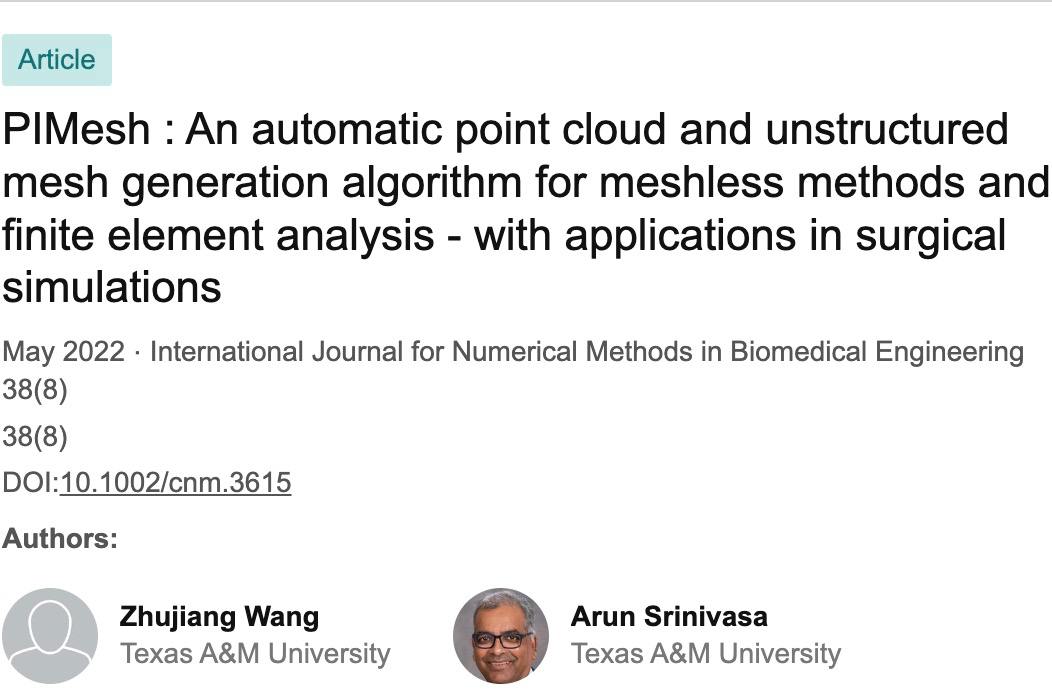 Article
PIMesh : An automatic point cloud and unstructured
mesh generation algorithm for meshless methods and
finite element analysis - with applications in surgical
simulations
May 2022 · International Journal for Numerical Methods in Biomedical Engineering
38(8)
38(8)
DOI:10.1002/cnm.3615
Authors:
Zhujiang Wang
Texas A&M University
Arun Srinivasa
Texas A&M University